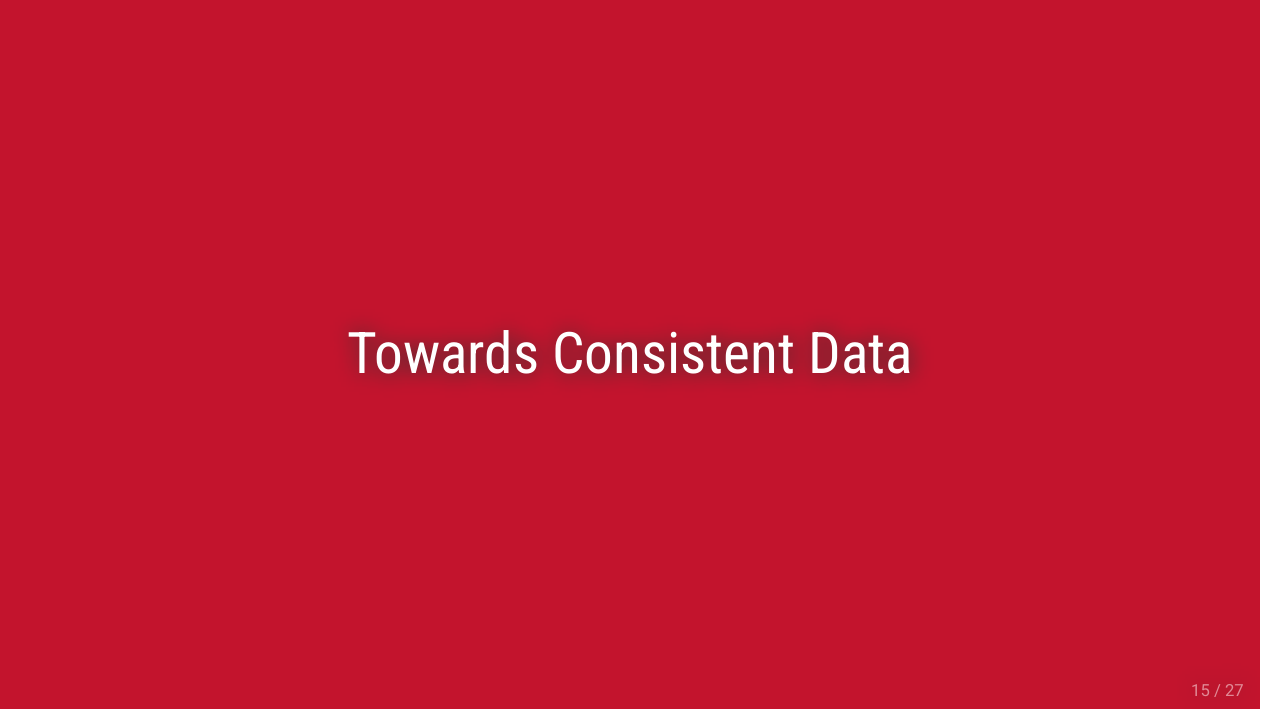 Towards Consistent Data
15 / 27